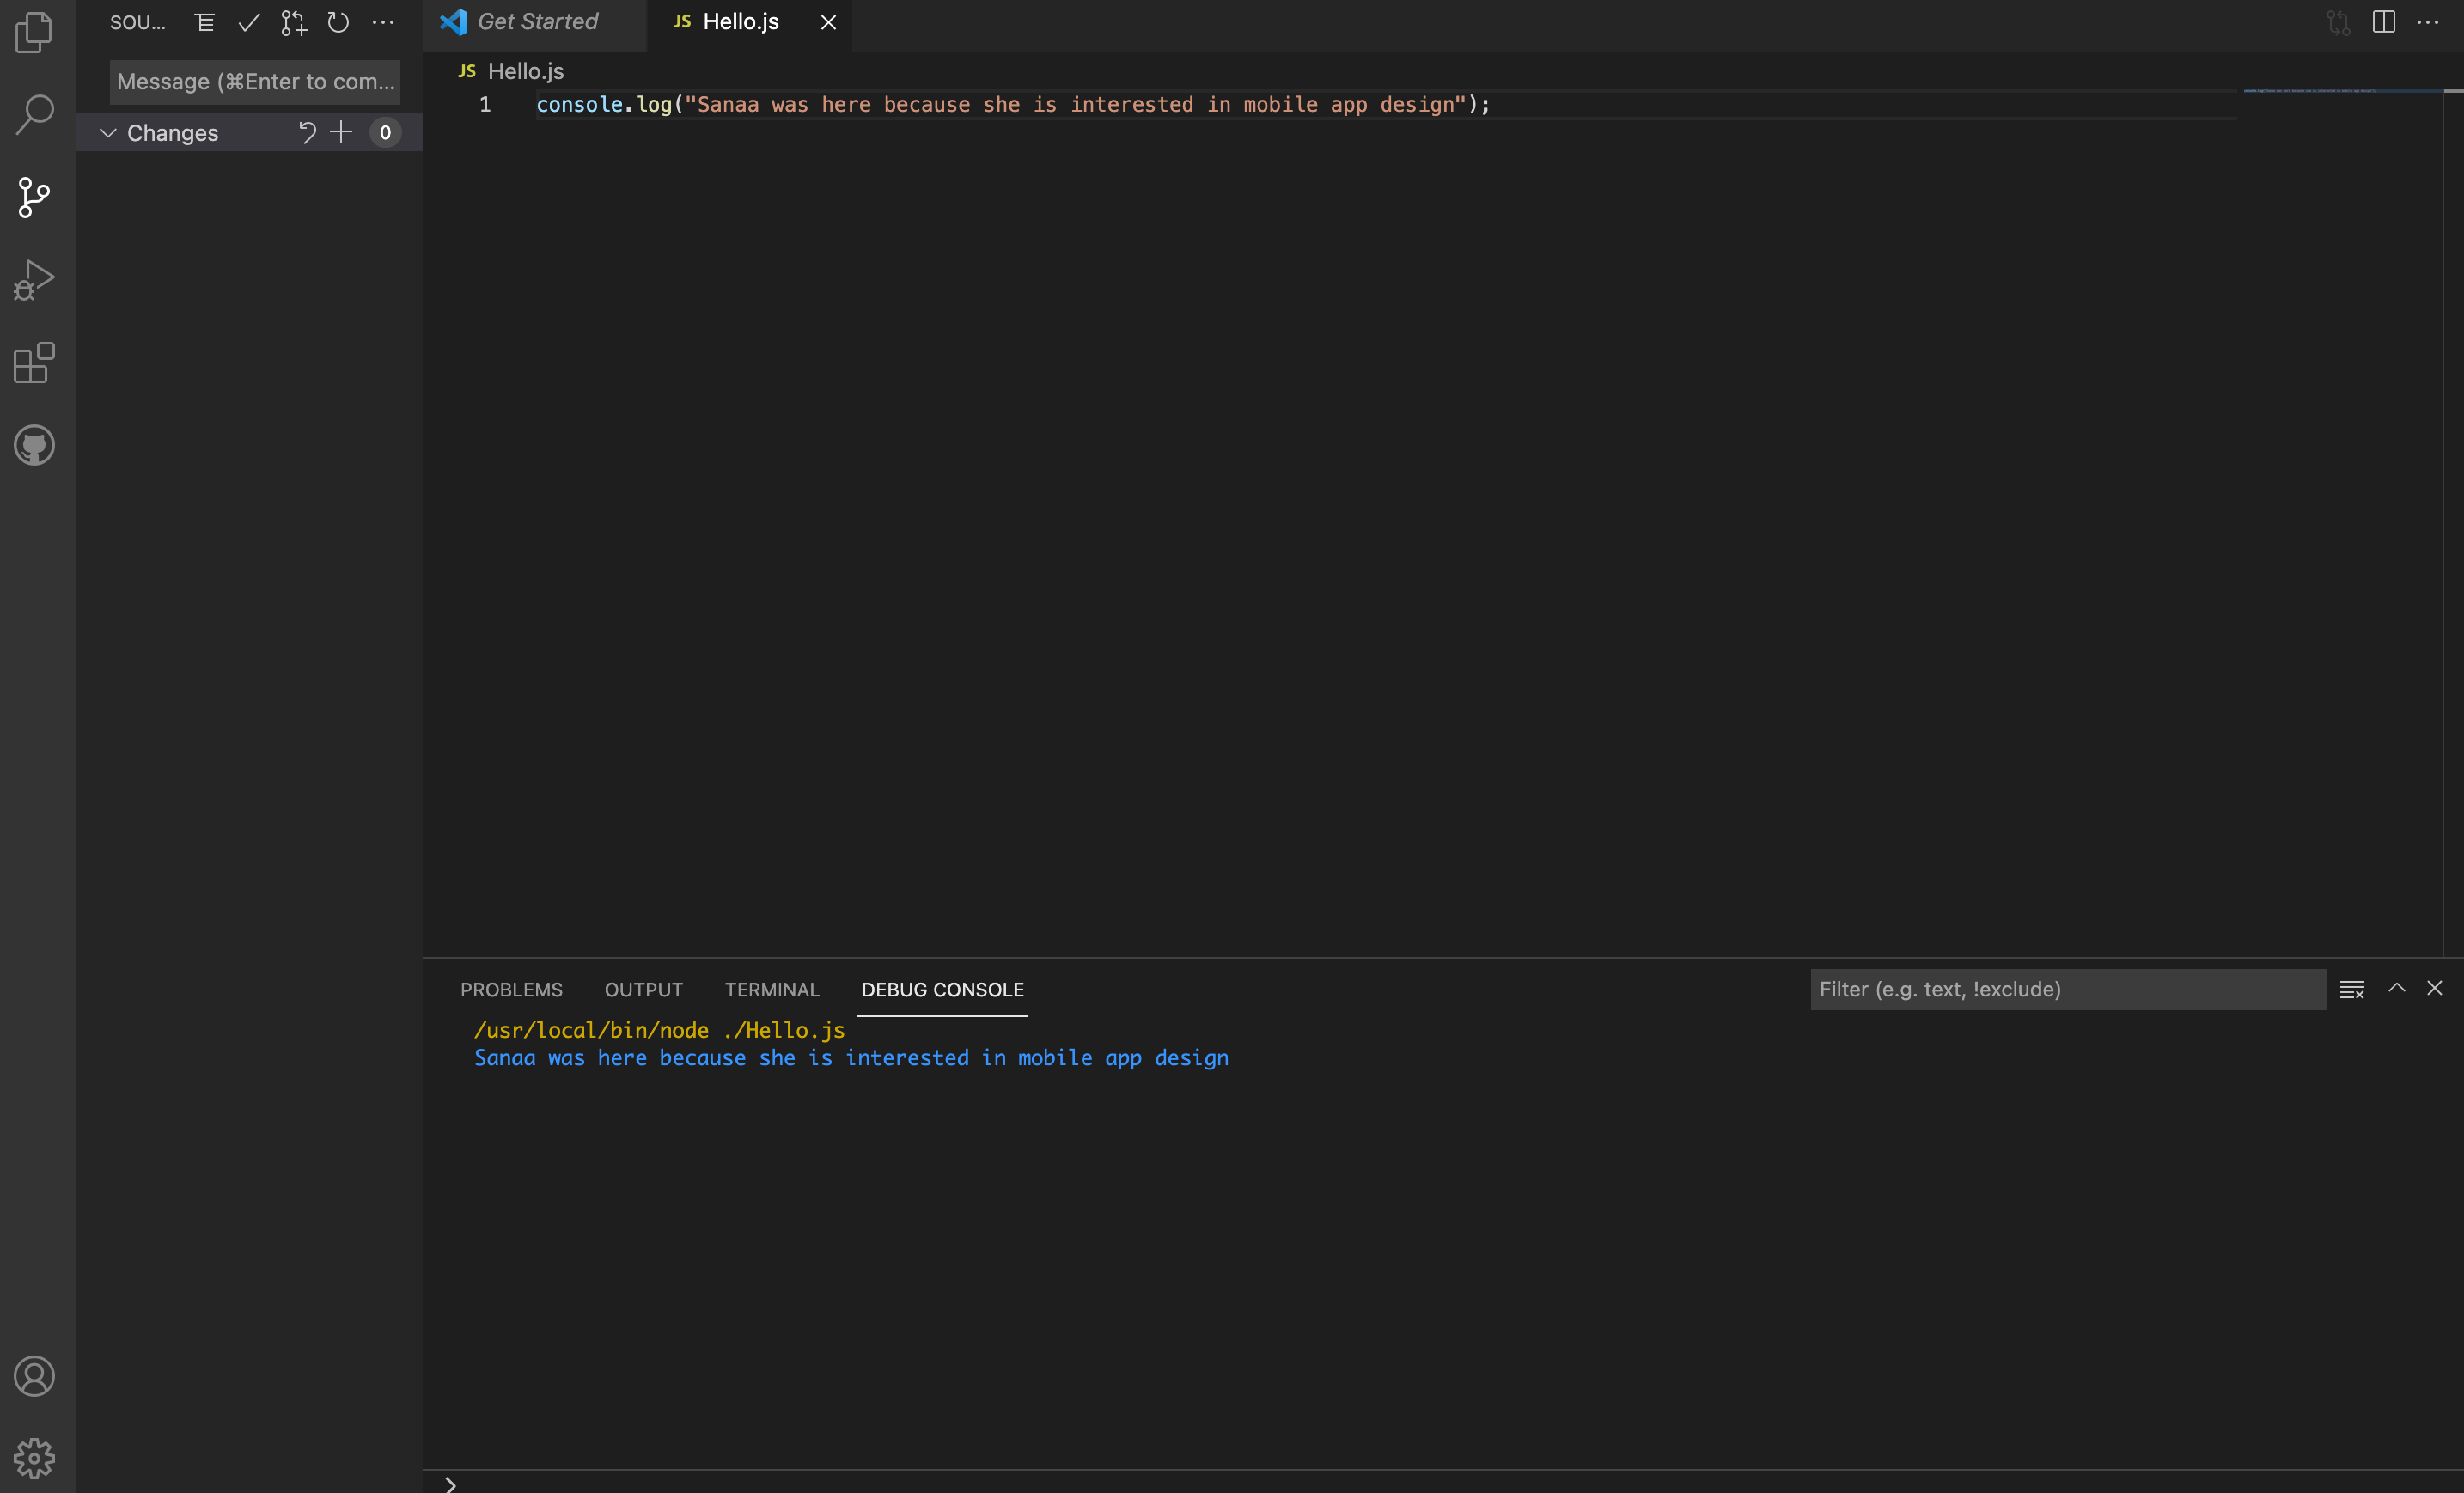 SOU...
Message (⌘Enter to com...
Changes 0
Get Started
JS Hello.js
JS Hello.js
1 console.log("Sanaa was here because she is interested in mobile app design");
PROBLEMS OUTPUT TERMINAL DEBUG CONSOLE
Filter (e.g. text, !exclude)
/usr/local/bin/node ./Hello.js
Sanaa was here because she is interested in mobile app design